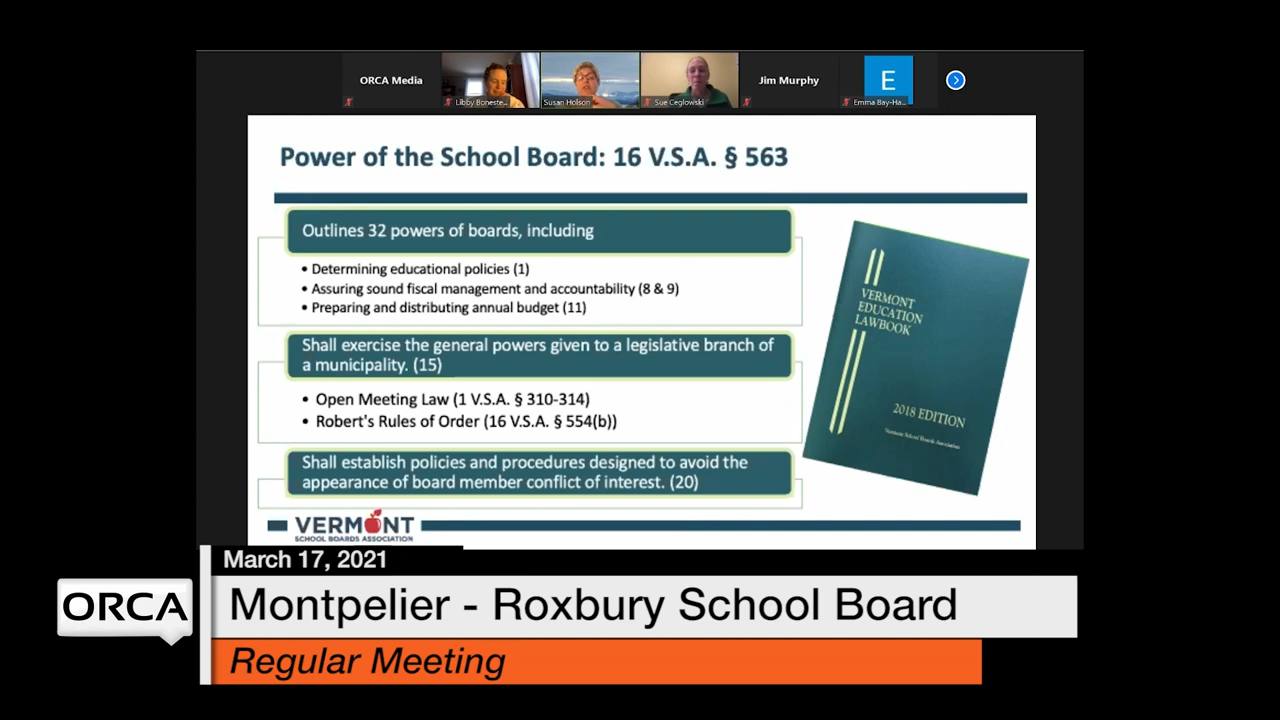 ORCA Media
Libby Boneste...
Susan Holson
Sue Ceglowski
Jim Murphy
E
Emma Bay-Ha...
Power of the School Board: 16 V.S.A. § 563
Outlines 32 powers of boards, including
• Determining educational policies (1)
• Assuring sound fiscal management and accountability (8 & 9)
• Preparing and distributing annual budget (11)
Shall exercise the general powers given to a legislative branch of
a municipality. (15)
• Open Meeting Law (1 V.S.A. § 310-314)
• Robert's Rules of Order (16 V.S.A. § 554(b))
Shall establish policies and procedures designed to avoid the
appearance of board member conflict of interest. (20)
VERMONT
EDUCATION
LAWBOOK
2018 EDITION
Vermont School Boards Association
VERMONT
SCHOOL BOARDS ASSOCIATION
March 17, 2021
ORCA
Montpelier - Roxbury School Board
Regular Meeting